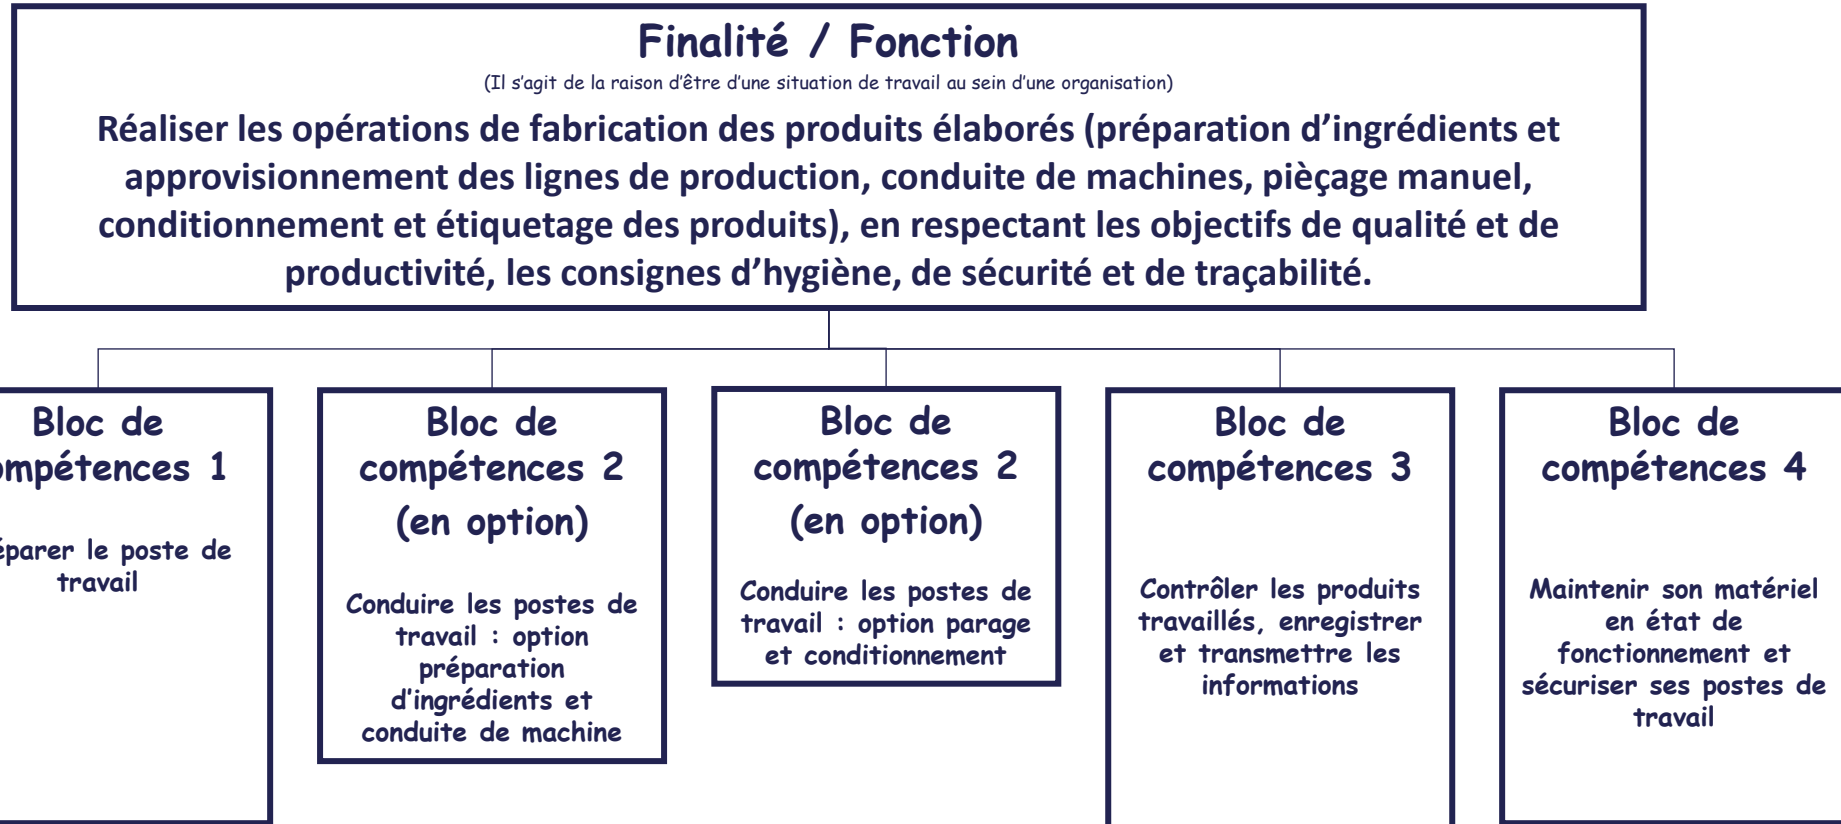 Finalité / Fonction
(Il s'agit de la raison d'être d'une situation de travail au sein d'une organisation)
Réaliser les opérations de fabrication des produits élaborés (préparation d'ingrédients et
approvisionnement des lignes de production, conduite de machines, pièçage manuel,
conditionnement et étiquetage des produits), en respectant les objectifs de qualité et de
productivité, les consignes d'hygiène, de sécurité et de traçabilité.
Bloc de
ompétences 1
éparer le poste de
travail
Bloc de
compétences 2
(en option)
Conduire les postes de
travail : option
préparation
d'ingrédients et
conduite de machine
Bloc de
compétences 2
(en option)
Conduire les postes de
travail : option parage
et conditionnement
Bloc de
compétences 3
Contrôler les produits
travaillés, enregistrer
et transmettre les
informations
Bloc de
compétences 4
Maintenir son matériel
en état de
fonctionnement et
sécuriser ses postes de
travail